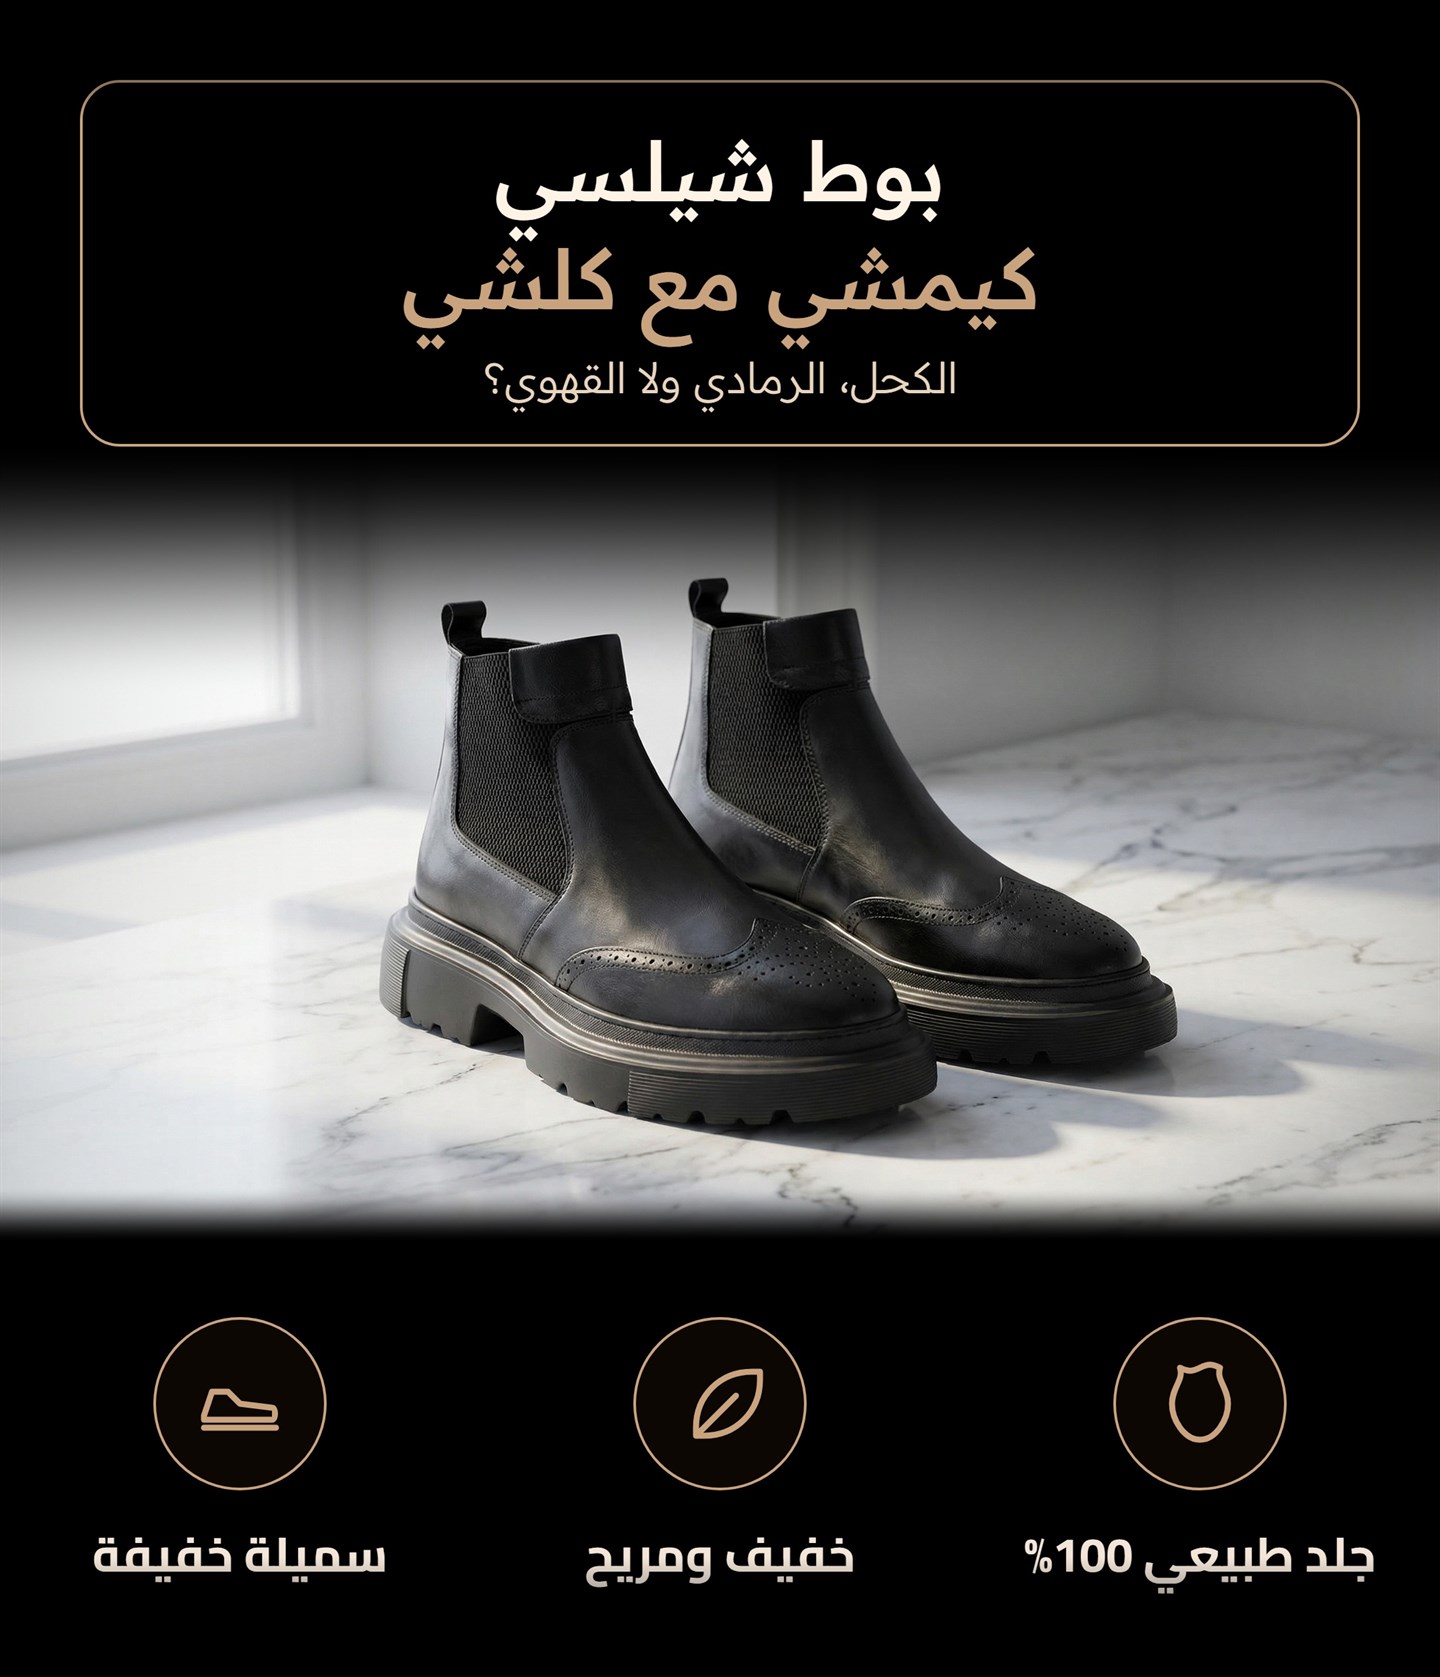 بوط شيلسي
كيمشي مع كلشي
الكحل، الرمادي ولا القهوي؟
جلد طبيعي 100%
خفيف ومريح
سميلة خفيفة